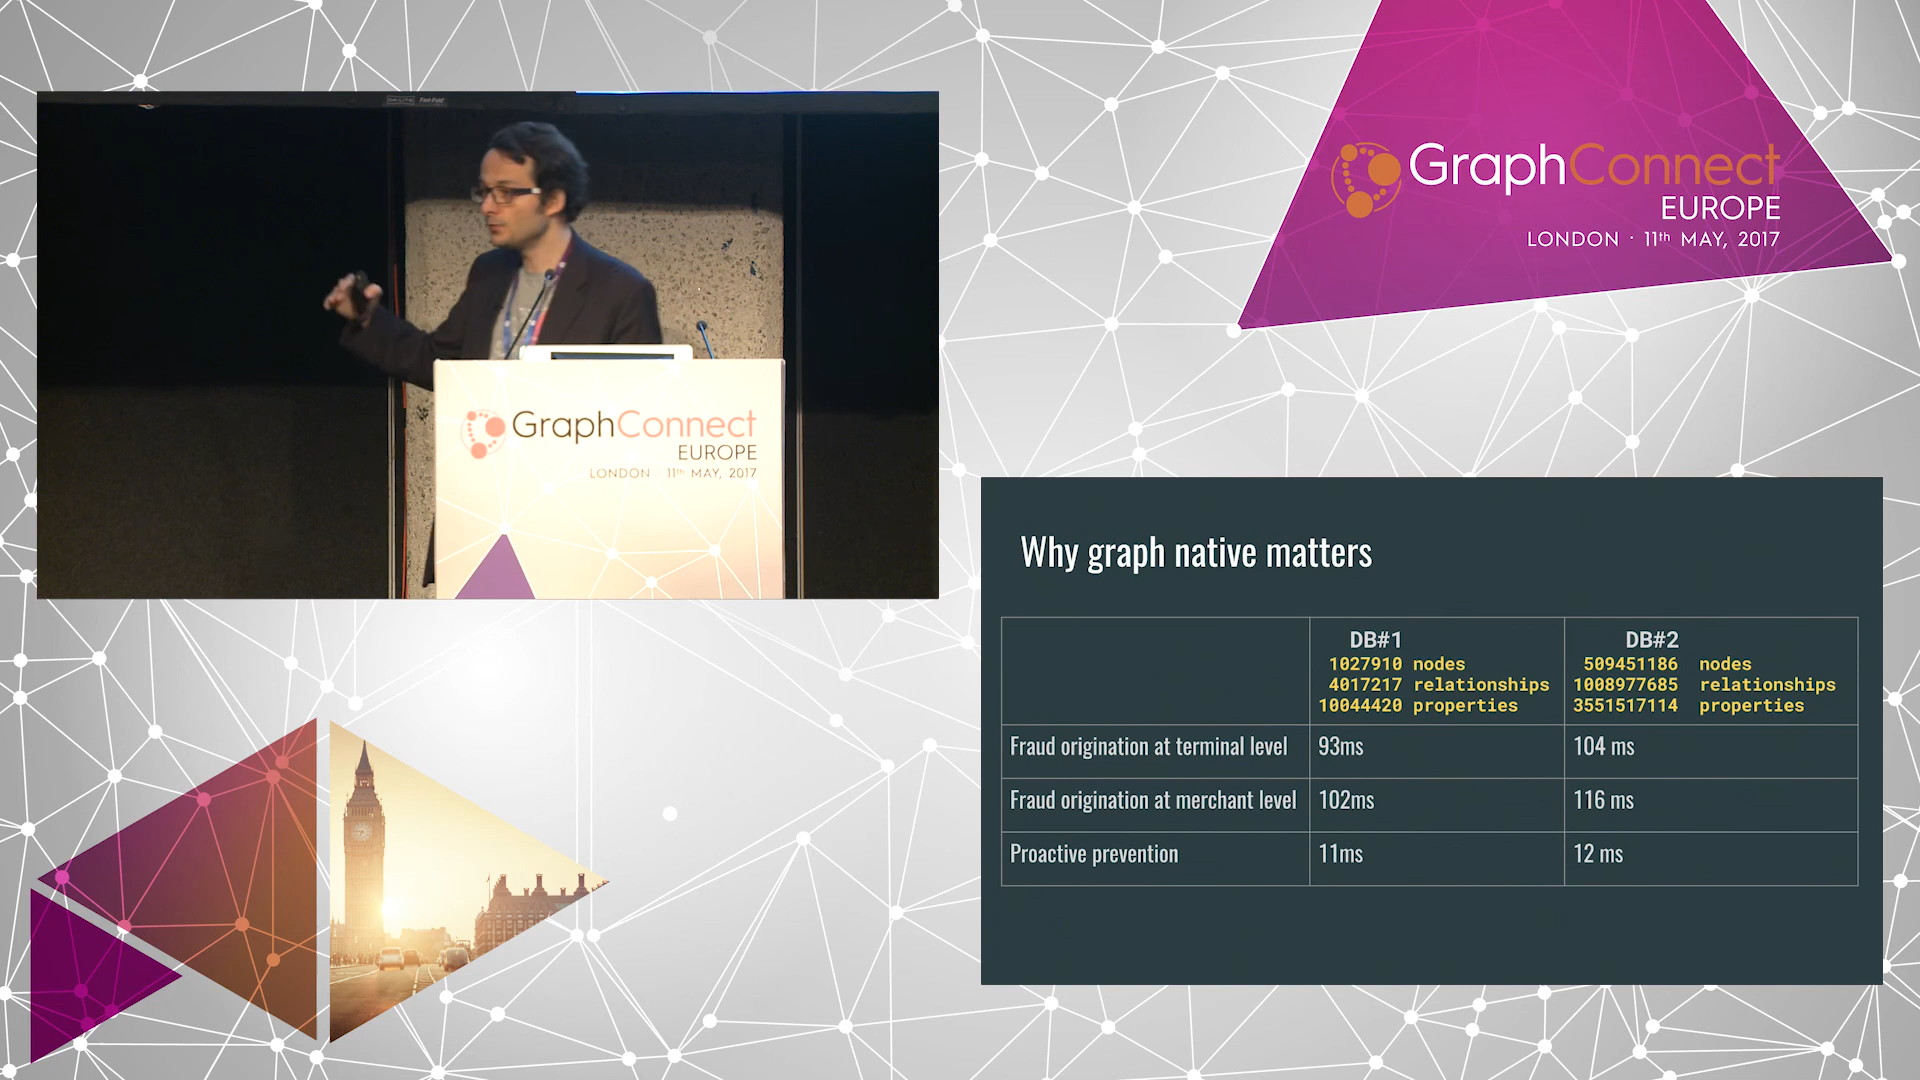 GraphConnect
EUROPE
LONDON · 11th MAY, 2017
GraphConnect
EUROPE
LONDON · 11th MAY, 2017
Why graph native matters
DB#1
1027910 nodes
4017217 relationships
10044420 properties
DB#2
509451186 nodes
1008977685 relationships
3551517114 properties
Fraud origination at terminal level 93ms 104 ms
Fraud origination at merchant level 102ms 116 ms
Proactive prevention 11ms 12 ms